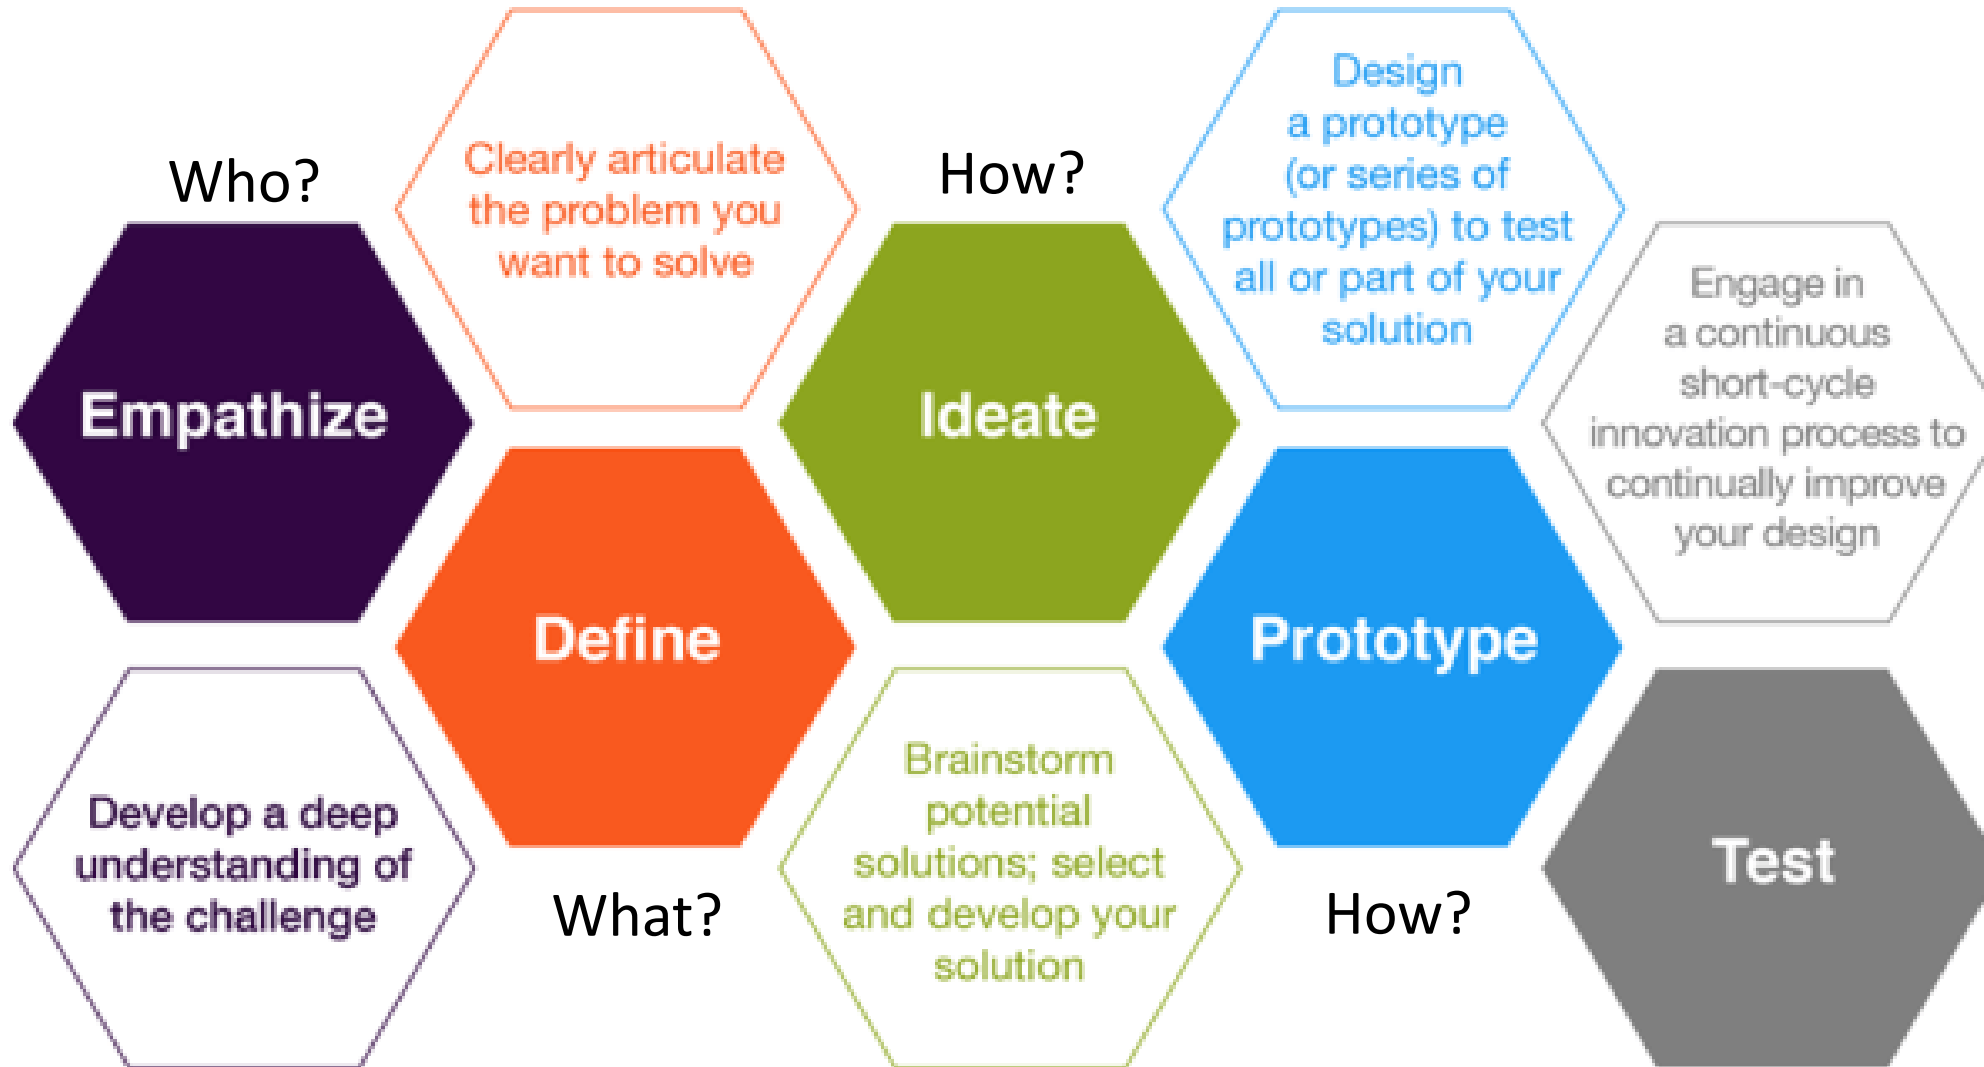 Who?
Empathize
Develop a deep
understanding of
the challenge
Clearly articulate
the problem you
want to solve
Define
What?
How?
Ideate
Brainstorm
potential
solutions; select
and develop your
solution
Design
a prototype
(or series of
prototypes) to test
all or part of your
solution
Prototype
How?
Engage in
a continuous
short-cycle
innovation process to
continually improve
your design
Test